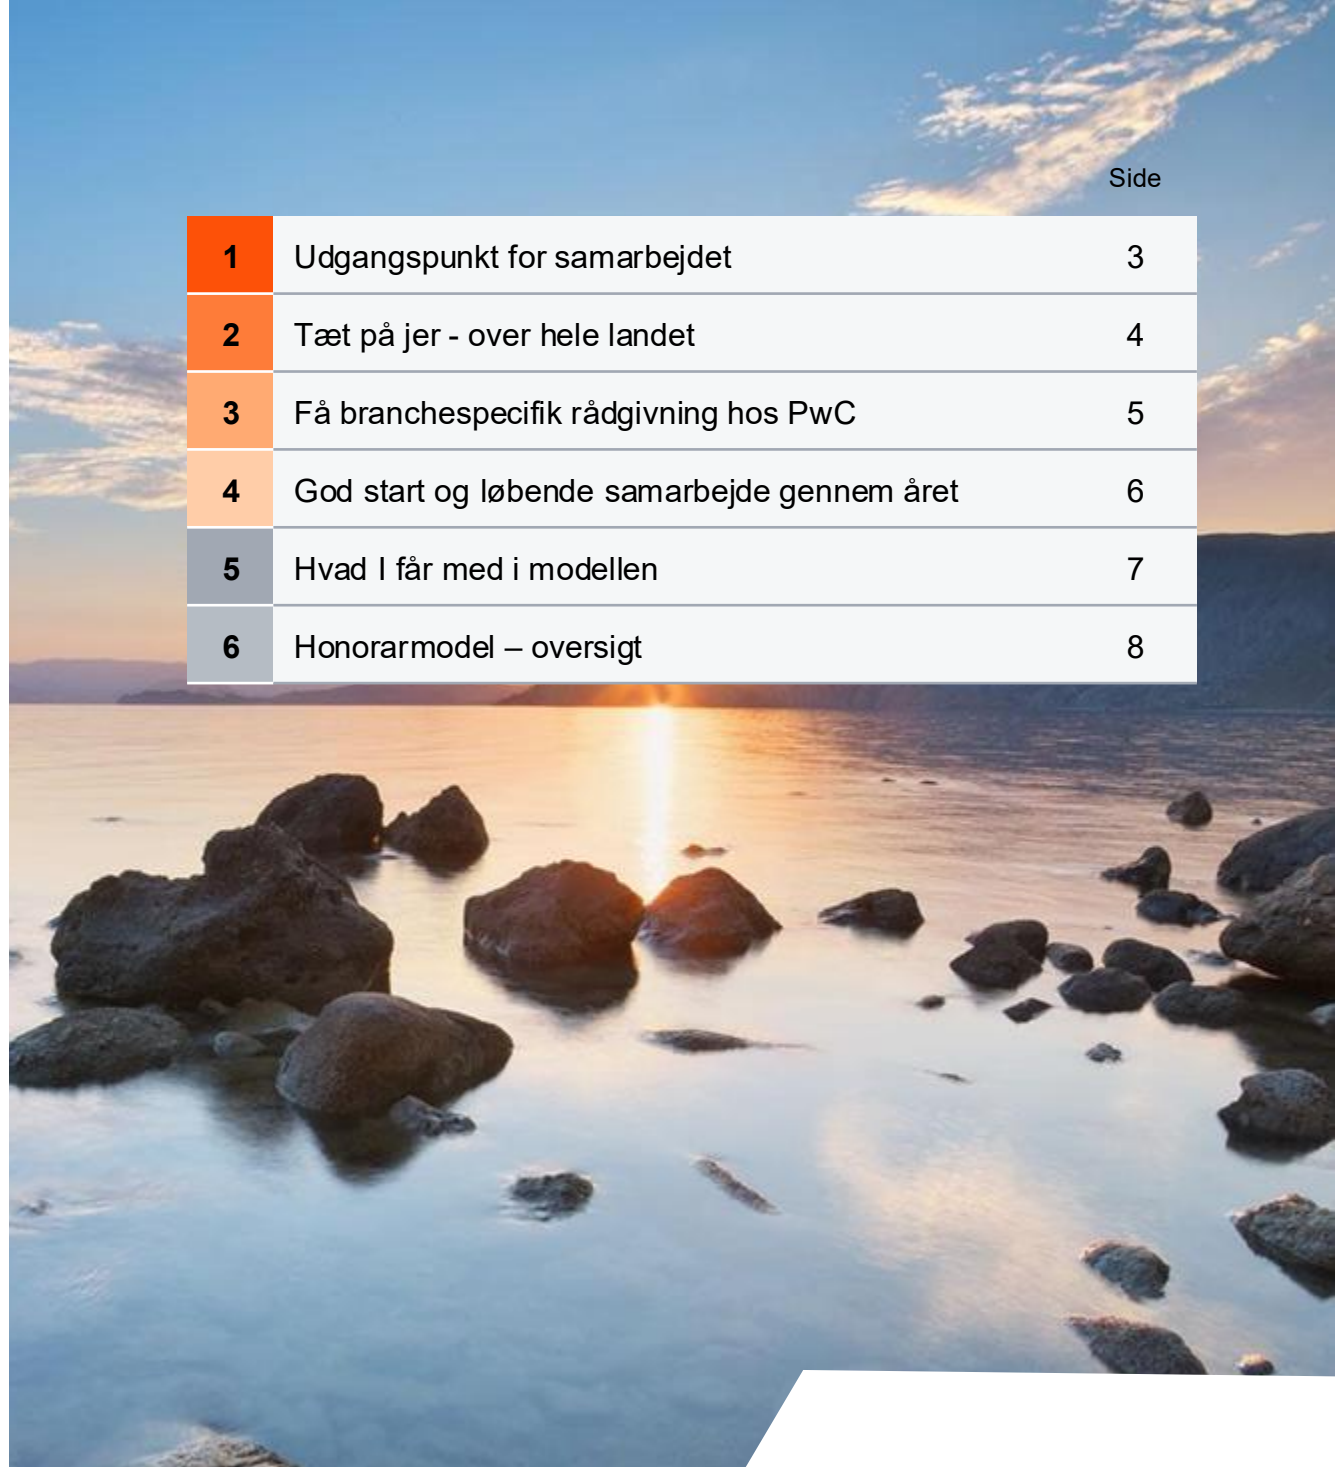 Side
1 Udgangspunkt for samarbejdet 3
2 Tæt på jer - over hele landet 4
3 Få branchespecifik rådgivning hos PwC 5
4 God start og løbende samarbejde gennem året 6
5 Hvad I får med i modellen 7
6 Honorarmodel – oversigt 8